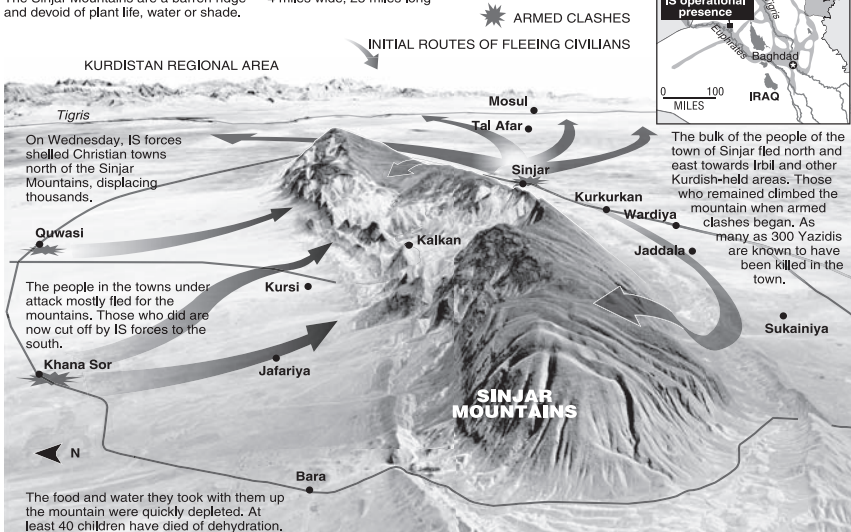 The Sinjar Mountains are a barren ridge
and devoid of plant life, water or shade.
4 miles wide, 25 miles long
ARMED CLASHES
INITIAL ROUTES OF FLEEING CIVILIANS
IS operational
presence
Tigris
Euphrates
Baghdad
IRAQ
0 100
MILES
KURDISTAN REGIONAL AREA
Tigris
Mosul
Tal Afar
On Wednesday, IS forces
shelled Christian towns
north of the Sinjar
Mountains, displacing
thousands.
Sinjar
The bulk of the people of the
town of Sinjar fled north and
east towards Irbil and other
Kurdish-held areas. Those
who remained climbed the
mountain when armed
clashes began. As
many as 300 Yazidis
are known to have
been killed in the
town.
Kurkurkan
Wardiya
Jaddala
Quwasi
Kalkan
The people in the towns under
attack mostly fled for the
mountains. Those who did are
now cut off by IS forces to the
south.
Kursi
Sukainiya
Khana Sor
Jafariya
SINJAR
MOUNTAINS
N
Bara
The food and water they took with them up
the mountain were quickly depleted. At
least 40 children have died of dehydration.